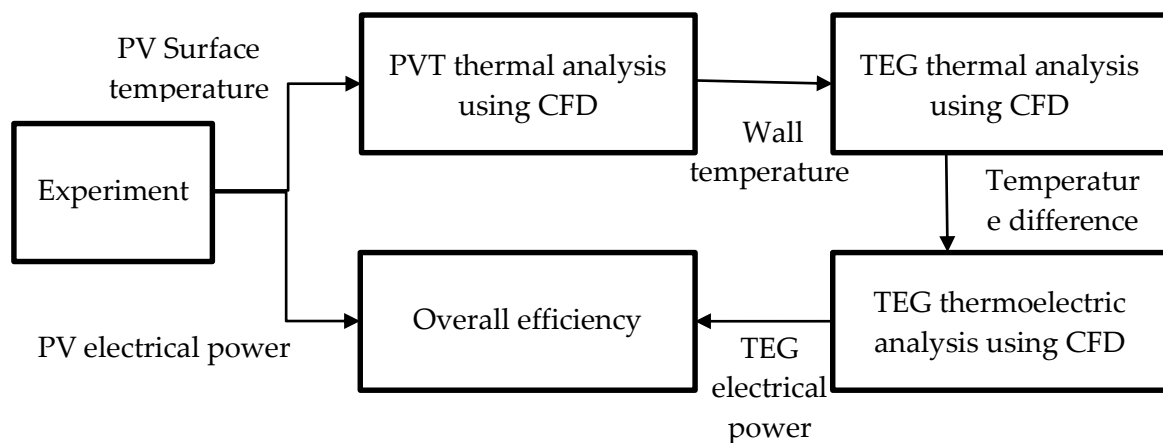 PV Surface
temperature
PVT thermal analysis
using CFD
TEG thermal analysis
using CFD
Wall
temperature
Experiment
Temperatur
e difference
Overall efficiency
TEG thermoelectric
analysis using CFD
PV electrical power
TEG
electrical
power